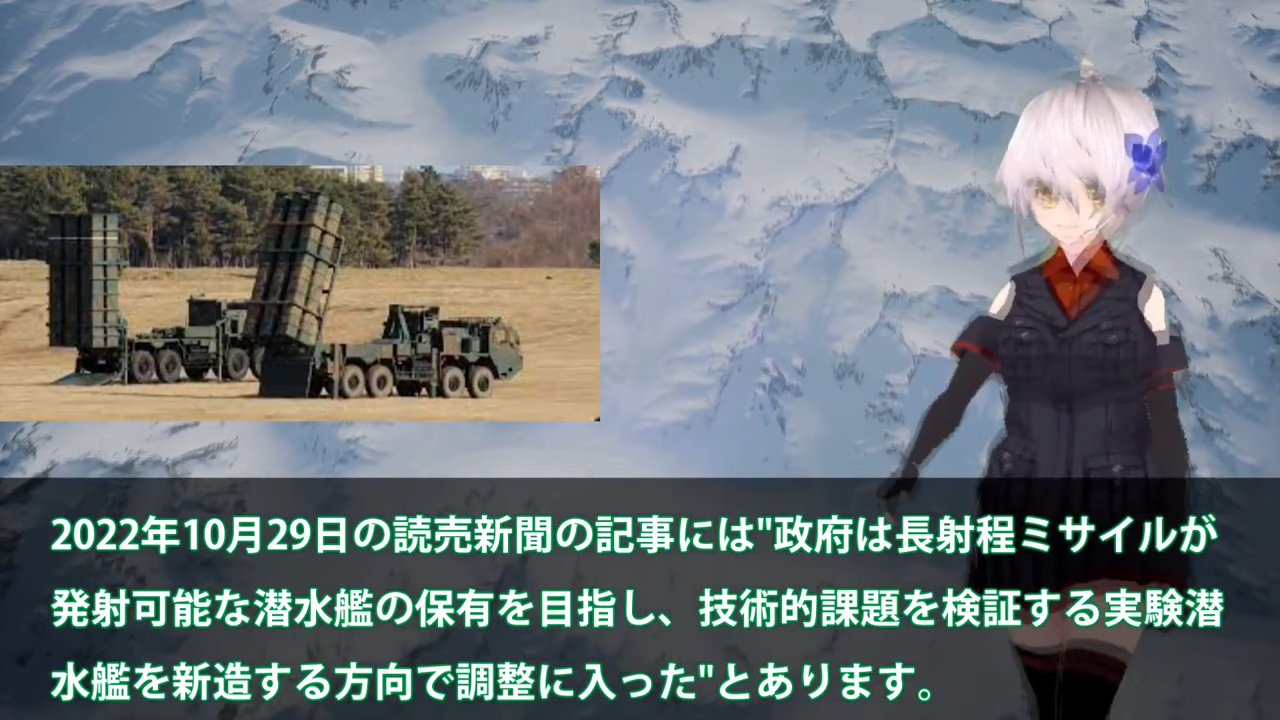 2022年10月29日の読売新聞の記事には"政府は長射程ミサイルが
発射可能な潜水艦の保有を目指し、技術的課題を検証する実験潜
水艦を新造する方向で調整に入った"とあります。